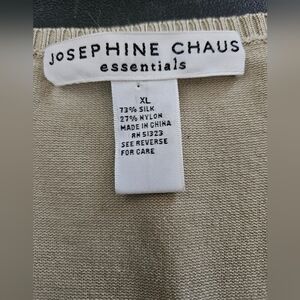 JOSEPHINE CHAUS
essentials
XL
73% SILK
27% NYLON
MADE IN CHINA
RN 51323
SEE REVERSE
FOR CARE